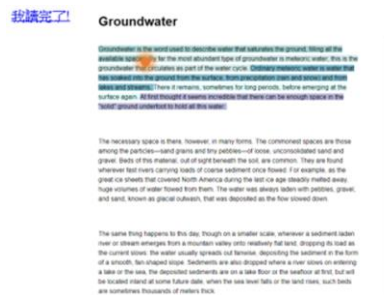 我讀完了!
Groundwater
Groundwater is the word used to describe water that saturates the ground, filling all the
available spaces. By far the most abundant type of groundwater is meteoric water; this is the
groundwater that circulates as part of the water cycle. Ordinary meteoric water is water that
has soaked into the ground from the surface, from precipitation (rain and snow) and from
lakes and streams. There it remains, sometimes for long periods, before emerging at the
surface again. At first thought it seems incredible that there can be enough space in the
"solid" ground underfoot to hold all this water.
The necessary space is there, however, in many forms. The commonest spaces are those
among the particles—sand grains and tiny pebbles—of loose, unconsolidated sand and
gravel. Beds of this material, out of sight beneath the soil, are common. They are found
wherever fast rivers carrying loads of coarse sediment once flowed. For example, as the
great ice sheets that covered North America during the last ice age steadily melted away,
huge volumes of water flowed from them. The water was always laden with pebbles, gravel,
and sand, known as glacial outwash, that was deposited as the flow slowed down.
The same thing happens to this day, though on a smaller scale, wherever a sediment-laden
river or stream emerges from a mountain valley onto relatively flat land, dropping its load as
the current slows: the water usually spreads out fanwise, depositing the sediment in the form
of a smooth, fan-shaped slope. Sediments are also dropped where a river slows on entering
a lake or the sea, the deposited sediments are on a lake floor or the seafloor at first, but will
be located inland at some future date, when the sea level falls or the land rises; such beds
are sometimes thousands of meters thick.